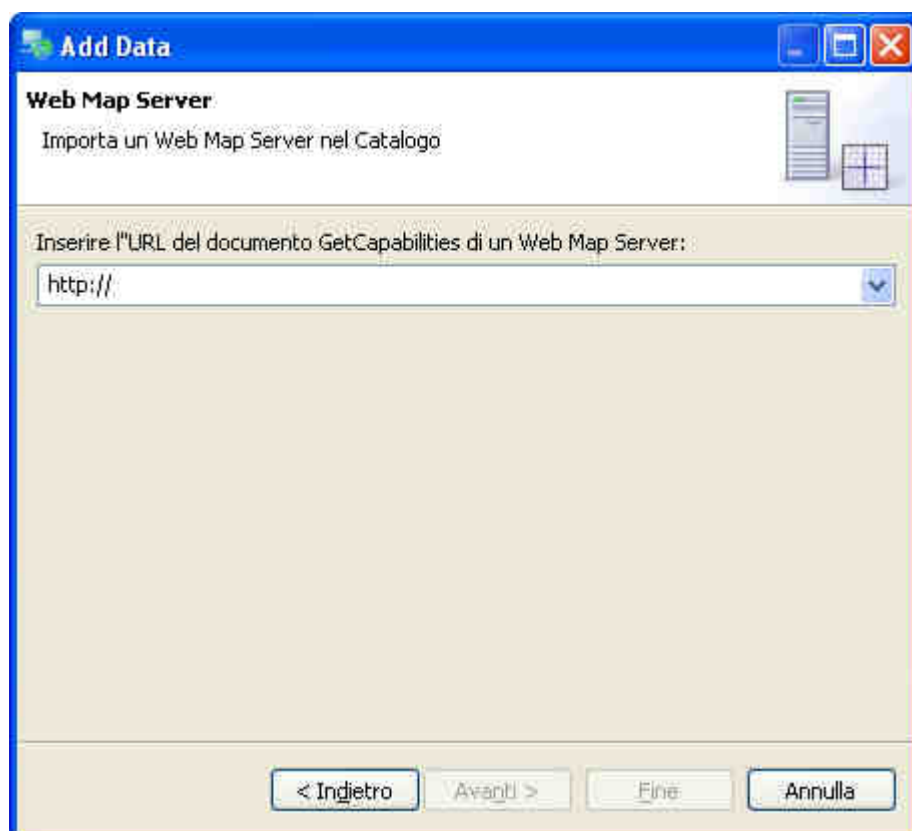 Add Data
Web Map Server
Importa un Web Map Server nel Catalogo
Inserire l"URL del documento GetCapabilities di un Web Map Server:
http://
< Indietro
Avanti >
Fine
Annulla